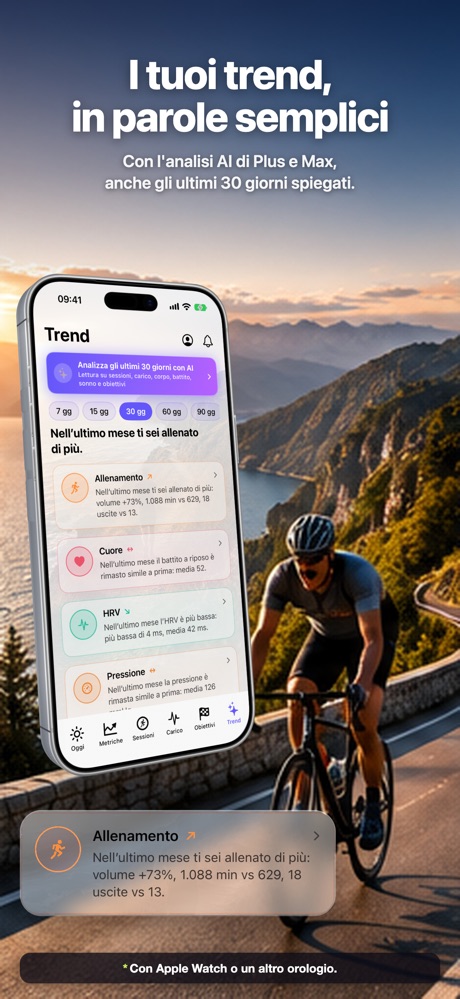 I tuoi trend,
in parole semplici
Con l'analisi AI di Plus e Max,
anche gli ultimi 30 giorni spiegati.
09:41
Trend
Analizza gli ultimi 30 giorni con AI
Lettura su sessioni, carico, corpo, battito,
sonno e obiettivi
7 gg
15 gg
30 gg
60 gg
90 gg
Nell'ultimo mese ti sei allenato
di più.
Allenamento
Nell'ultimo mese ti sei allenato di più:
volume +73%, 1.088 min vs 629, 18
uscite vs 13.
Cuore
Nell'ultimo mese il battito a riposo è
rimasto simile a prima: media 52.
HRV
Nell'ultimo mese l'HRV è più bassa:
più bassa di 4 ms, media 42 ms.
Pressione
Nell'ultimo mese la pressione è
rimasta simile a prima: media 126
Oggi
Metriche
Sessioni
Carico
Obiettivi
Trend
Allenamento
Nell'ultimo mese ti sei allenato di più:
volume +73%, 1.088 min vs 629, 18
uscite vs 13.
*Con Apple Watch o un altro orologio.